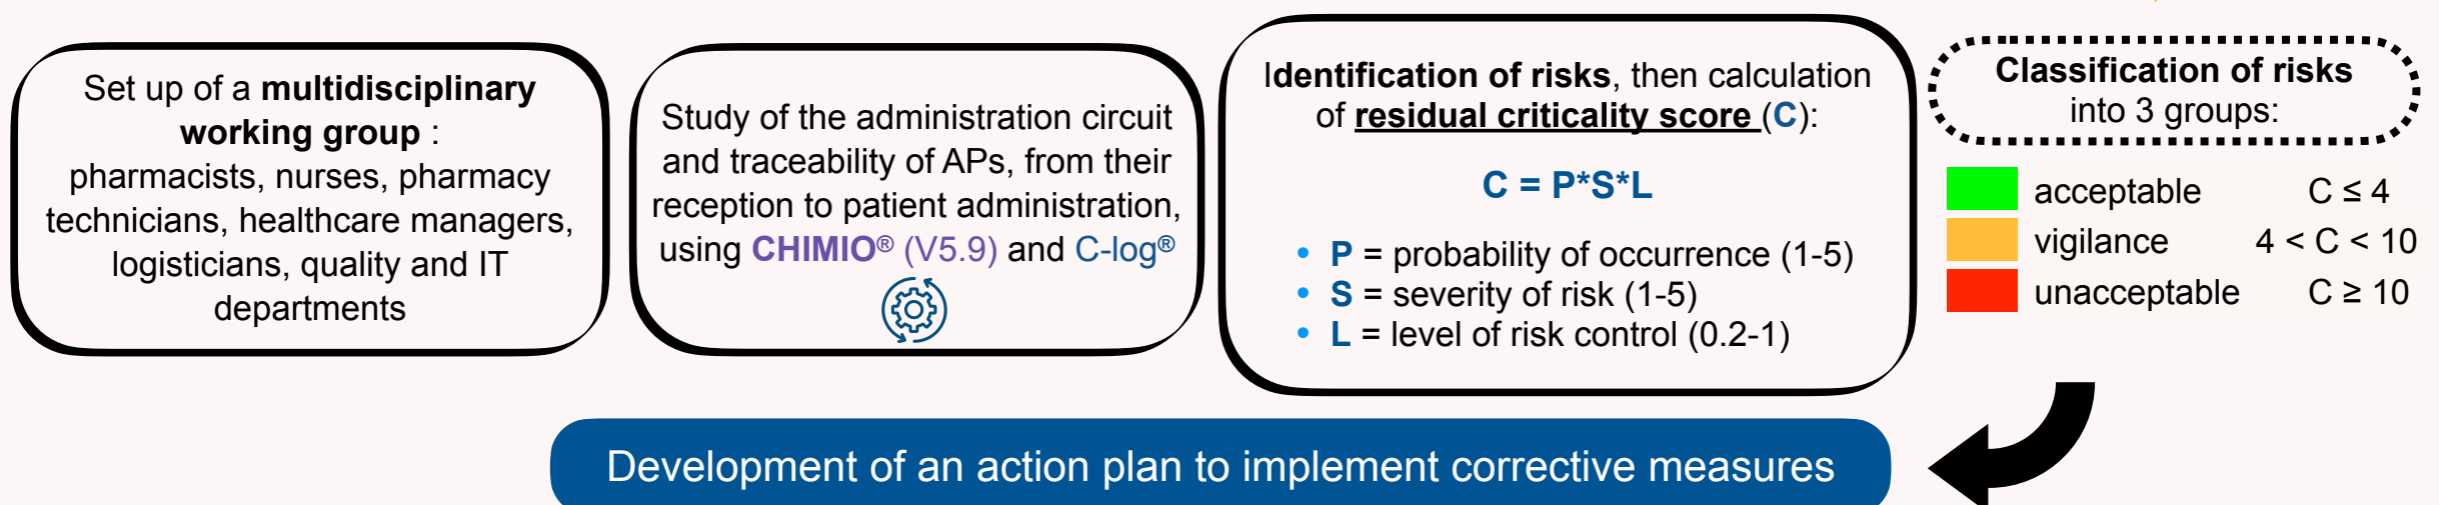 Set up of a multidisciplinary
working group :
pharmacists, nurses, pharmacy
technicians, healthcare managers,
logisticians, quality and IT
departments
Study of the administration circuit
and traceability of APs, from their
reception to patient administration,
using CHIMIO® (V5.9) and C-log®
Identification of risks, then calculation
of residual criticality score (C):
C = P*S*L
• P = probability of occurrence (1-5)
• S = severity of risk (1-5)
• L = level of risk control (0.2-1)
Classification of risks
into 3 groups:
acceptable C ≤ 4
vigilance 4 < C < 10
unacceptable C ≥ 10
Development of an action plan to implement corrective measures